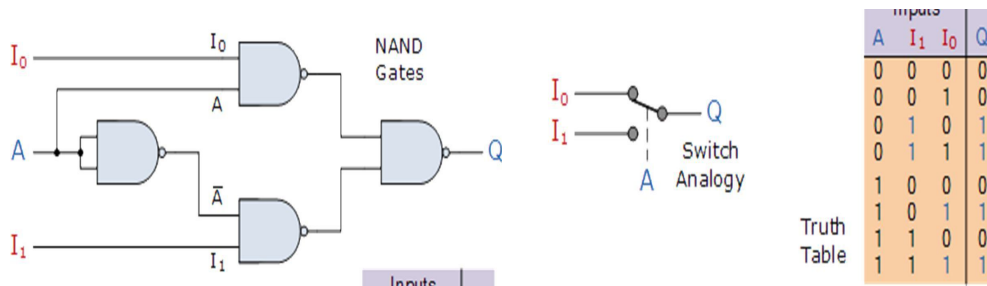 I₀
I₀
NAND
Gates
A
A
Q
A̅
I₁
I₁
Inputs
I₀
I₁
Q
Switch
Analogy
A
Truth
Table
Inputs
A I₁ I₀ Q
0 0 0 0
0 0 1 0
0 1 0 1
0 1 1 1
1 0 0 0
1 0 1 1
1 1 0 0
1 1 1 1